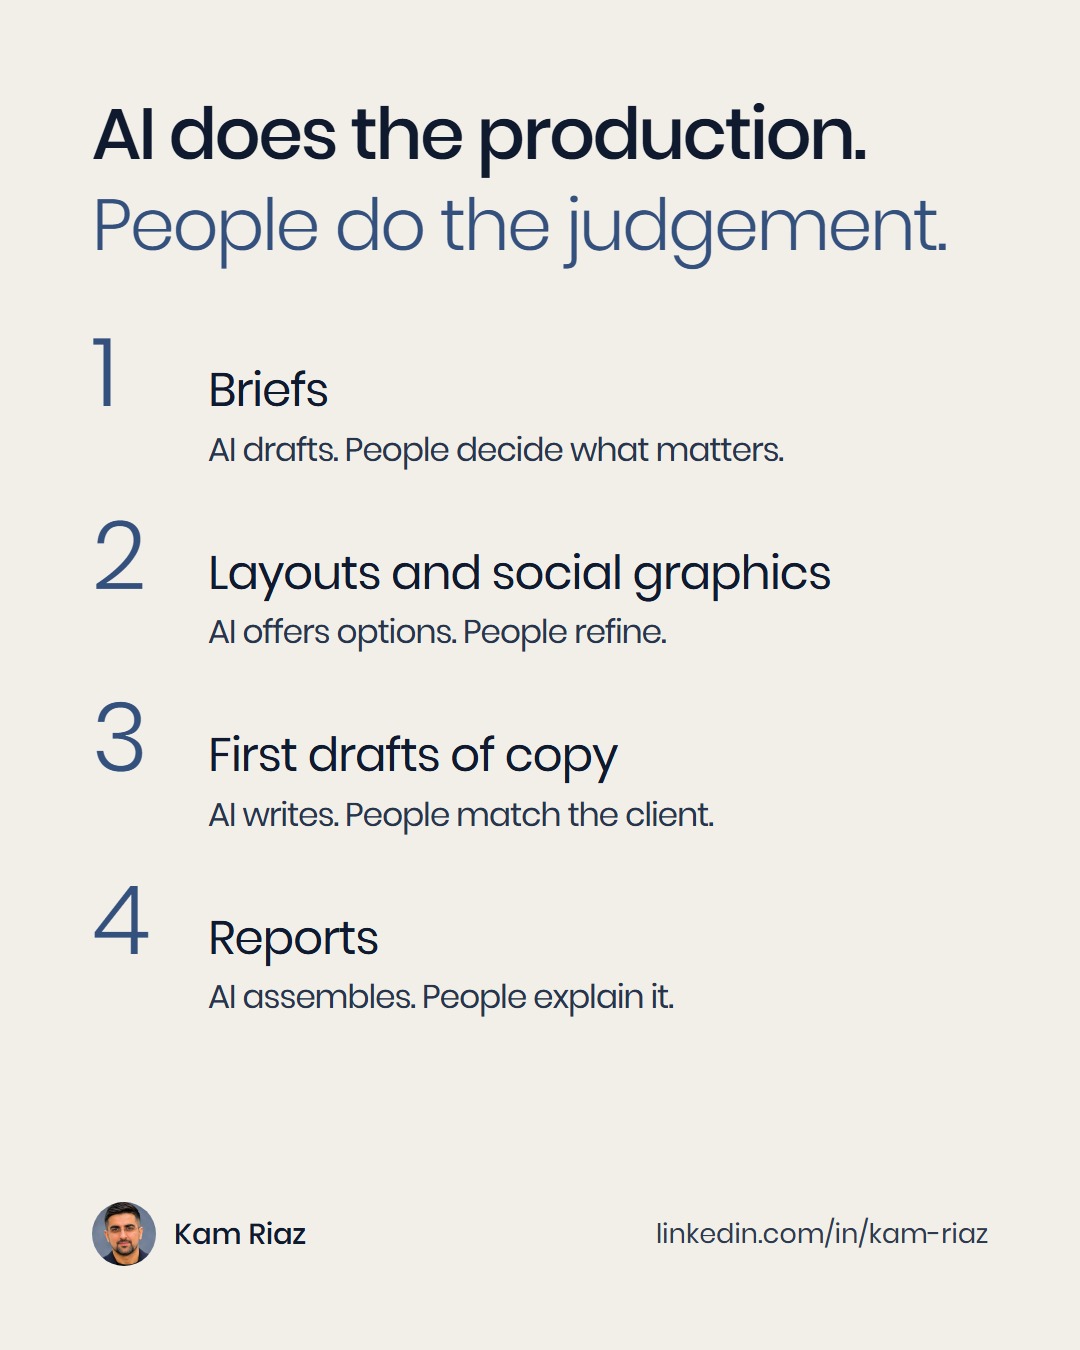 AI does the production.
People do the judgement.
1
Briefs
AI drafts. People decide what matters.
2
Layouts and social graphics
AI offers options. People refine.
3
First drafts of copy
AI writes. People match the client.
4
Reports
AI assembles. People explain it.
Kam Riaz
linkedin.com/in/kam-riaz